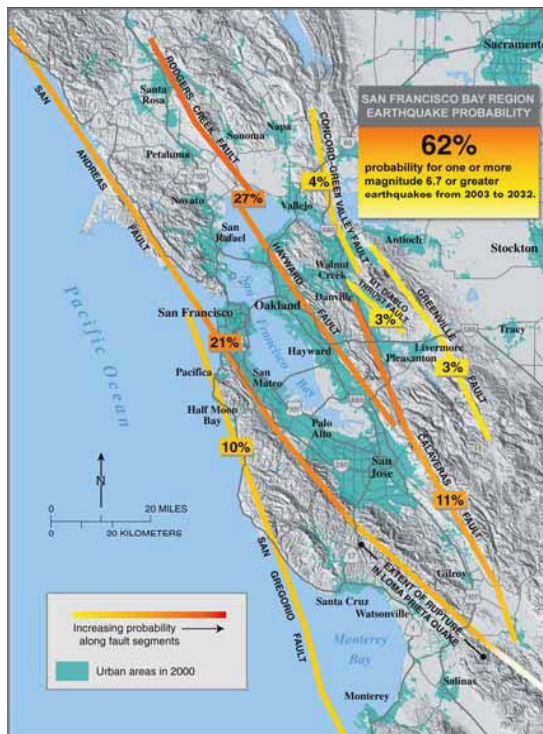 Sacramento
SAN FRANCISCO BAY REGION
EARTHQUAKE PROBABILITY
62%
probability for one or more
magnitude 6.7 or greater
earthquakes from 2003 to 2032.
SAN
ANDREAS
FAULT
RODGERS CREEK FAULT
Santa
Rosa
Sonoma
Napa
Petaluma
CONCORD-GREEN VALLEY FAULT
4%
27%
Vallejo
Novato
San
Rafael
HAYWARD
FAULT
Antioch
Stockton
Walnut
Creek
MT. DIABLO
THRUST FAULT
GREENVILLE
FAULT
Danville
Oakland
San Francisco
San Francisco
Bay
3%
Tracy
Livermore
Pleasanton
3%
21%
Hayward
Pacifica
San
Mateo
Half Moon
Bay
Palo
Alto
10%
San
Jose
CALAVERAS
FAULT
11%
Pacific Ocean
N
0 20 MILES
0 20 KILOMETERS
SAN
GREGORIO
FAULT
EXTENT OF RUPTURE
IN LOMA PRIETA QUAKE
Gilroy
Santa Cruz
Watsonville
Monterey
Bay
Salinas
Monterey
Increasing probability
along fault segments
Urban areas in 2000
101
280
680
880
80